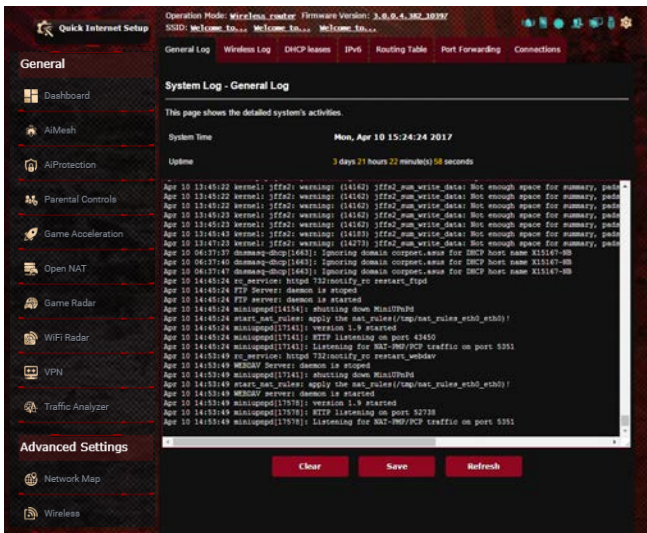 Quick Internet Setup
Operation Mode: Wireless router Firmware Version: 3.0.0.4.382_10397
SSID: Welcome to... Welcome to... Welcome to...
General Log Wireless Log DHCP leases IPv6 Routing Table Port Forwarding Connections
General
Dashboard
AiMesh
AiProtection
Parental Controls
Game Acceleration
Open NAT
Game Radar
WiFi Radar
VPN
Traffic Analyzer
Advanced Settings
Network Map
Wireless
System Log - General Log
This page shows the detailed system's activities.
System Time Mon, Apr 10 15:24:24 2017
Uptime 3 days 21 hours 22 minute(s) 58 seconds
Apr 10 13:45:22 kernel: jffs2: warning: (14162) jffs2_sum_write_data: Not enough space for summary, pads
Apr 10 13:45:22 kernel: jffs2: warning: (14162) jffs2_sum_write_data: Not enough space for summary, pads
Apr 10 13:45:22 kernel: jffs2: warning: (14162) jffs2_sum_write_data: Not enough space for summary, pads
Apr 10 13:45:43 kernel: jffs2: warning: (14183) jffs2_sum_write_data: Not enough space for summary, pads
Apr 10 13:45:43 kernel: jffs2: warning: (14183) jffs2_sum_write_data: Not enough space for summary, pads
Apr 10 13:47:23 kernel: jffs2: warning: (14273) jffs2_sum_write_data: Not enough space for summary, pads
Apr 10 06:37:37 dnsmasq-dhcp[1663]: Ignoring domain corpnet.asus for DHCP host name X15167-NB
Apr 10 06:37:40 dnsmasq-dhcp[1663]: Ignoring domain corpnet.asus for DHCP host name X15167-NB
Apr 10 06:37:47 dnsmasq-dhcp[1663]: Ignoring domain corpnet.asus for DHCP host name X15167-NB
Apr 10 14:45:24 rc_service: httpd 732:notify_rc restart_ftpd
Apr 10 14:45:24 FTP Server: daemon is stoped
Apr 10 14:45:24 FTP server: daemon is started
Apr 10 14:45:24 miniupnpd[14154]: shutting down MiniUPnPd
Apr 10 14:45:24 start_nat_rules: apply the nat_rules(/tmp/nat_rules_eth0_eth0)!
Apr 10 14:45:24 miniupnpd[17141]: version 1.9 started
Apr 10 14:45:24 miniupnpd[17141]: HTTP listening on port 43450
Apr 10 14:45:24 miniupnpd[17141]: Listening for NAT-PMP/PCP traffic on port 5351
Apr 10 14:53:49 rc_service: httpd 732:notify_rc restart_webdav
Apr 10 14:53:49 WEBDAV Server: daemon is stoped
Apr 10 14:53:49 miniupnpd[17141]: shutting down MiniUPnPd
Apr 10 14:53:49 start_nat_rules: apply the nat_rules(/tmp/nat_rules_eth0_eth0)!
Apr 10 14:53:49 WEBDAV server: daemon is started
Apr 10 14:53:49 miniupnpd[17578]: version 1.9 started
Apr 10 14:53:49 miniupnpd[17578]: HTTP listening on port 52738
Apr 10 14:53:49 miniupnpd[17578]: Listening for NAT-PMP/PCP traffic on port 5351
Clear Save Refresh